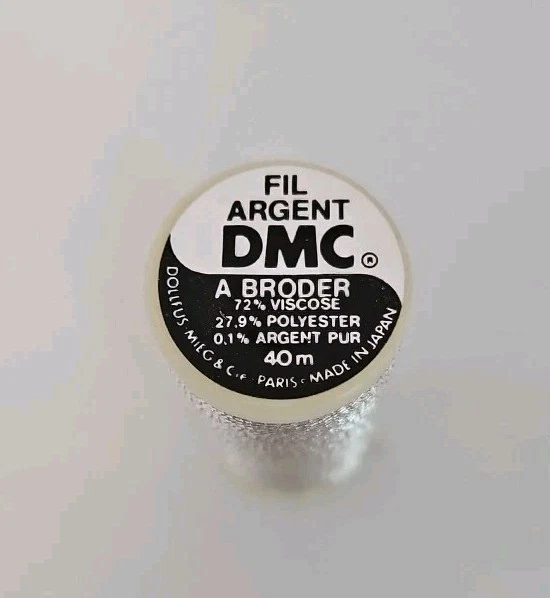 FIL
ARGENT
DMC®
A BRODER
72% VISCOSE
27.9% POLYESTER
0.1% ARGENT PUR
40 m
DOLLFUS-MIEG & Cie PARIS - MADE IN JAPAN